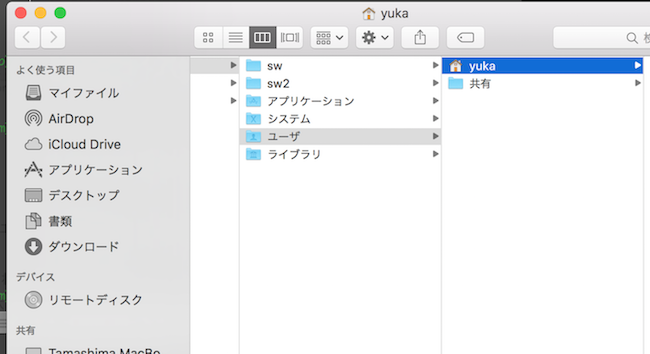 yuka
よく使う項目
マイファイル
AirDrop
iCloud Drive
アプリケーション
デスクトップ
書類
ダウンロード
デバイス
リモートディスク
共有
Tamashima MacBo
sw
sw2
アプリケーション
システム
ユーザ
ライブラリ
yuka
共有